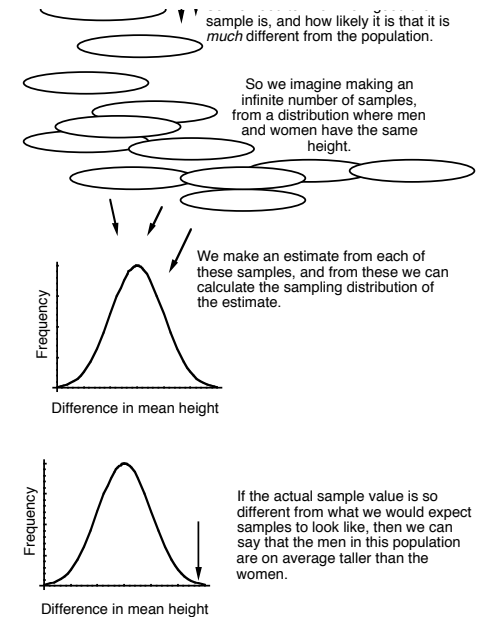 sample is, and how likely it is that it is
much different from the population.
So we imagine making an
infinite number of samples,
from a distribution where men
and women have the same
height.
We make an estimate from each of
these samples, and from these we can
calculate the sampling distribution of
the estimate.
Frequency
Difference in mean height
If the actual sample value is so
different from what we would expect
samples to look like, then we can
say that the men in this population
are on average taller than the
women.
Frequency
Difference in mean height